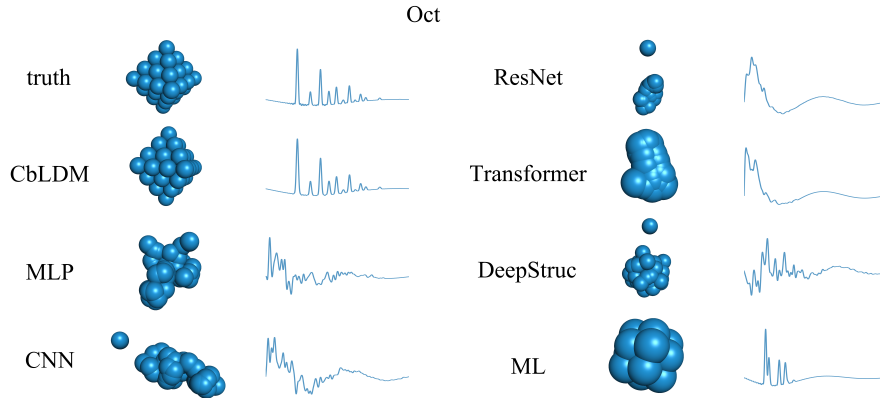 Oct
truth
CbLDM
MLP
CNN
ResNet
Transformer
DeepStruc
ML